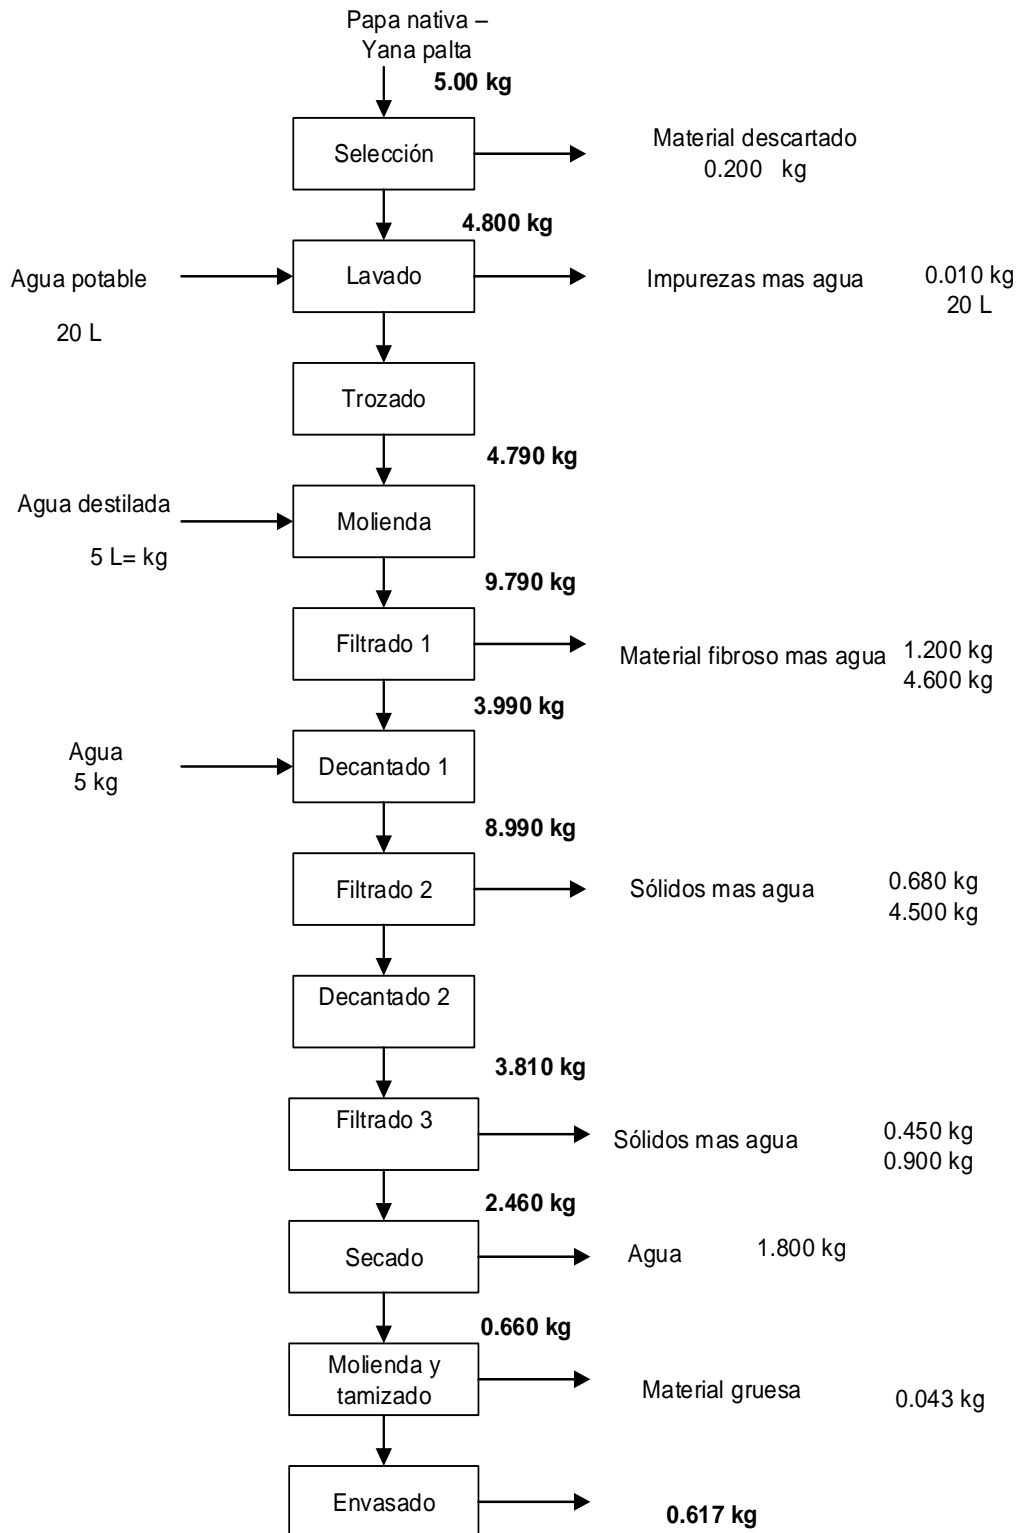 Papa nativa –
Yana palta
5.00 kg
Selección
Material descartado
0.200 kg
4.800 kg
Agua potable
20 L
Lavado
Impurezas mas agua
0.010 kg
20 L
Trozado
4.790 kg
Agua destilada
5 L= kg
Molienda
9.790 kg
Filtrado 1
Material fibroso mas agua
1.200 kg
4.600 kg
3.990 kg
Agua
5 kg
Decantado 1
8.990 kg
Filtrado 2
Sólidos mas agua
0.680 kg
4.500 kg
Decantado 2
3.810 kg
Filtrado 3
Sólidos mas agua
0.450 kg
0.900 kg
2.460 kg
Secado
Agua
1.800 kg
0.660 kg
Molienda y
tamizado
Material gruesa
0.043 kg
Envasado
0.617 kg